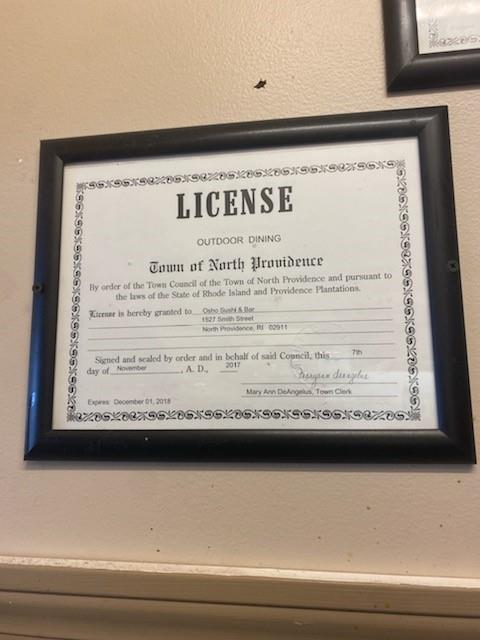 LICENSE
OUTDOOR DINING
Town of North Providence
By order of the Town Council of the Town of North Providence and pursuant to
the laws of the State of Rhode Island and Providence Plantations.
License is hereby granted to Osho Sushi & Bar
1527 Smith Street
North Providence, RI 02911
Signed and sealed by order and in behalf of said Council, this 7th
day of November, A. D., 2017
Mary Ann DeAngelus, Town Clerk
Expires: December 01, 2018